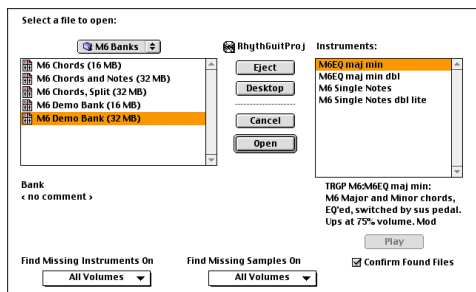 Select a file to open:
M6 Banks
RhythGuitProj
Instruments:
M6 Chords (16 MB)
M6 Chords and Notes (32 MB)
M6 Chords, Split (32 MB)
M6 Demo Bank (16 MB)
M6 Demo Bank (32 MB)
Eject
Desktop
Cancel
Open
M6EQ maj min
M6EQ maj min dbl
M6 Single Notes
M6 Single Notes dbl lite
Bank
‹ no comment ›
TRGP M6:M6EQ maj min:
M6 Major and Minor chords,
EQ'ed, switched by sus pedal.
Ups at 75% volume. Mod
Play
Find Missing Instruments On
All Volumes
Find Missing Samples On
All Volumes
Confirm Found Files